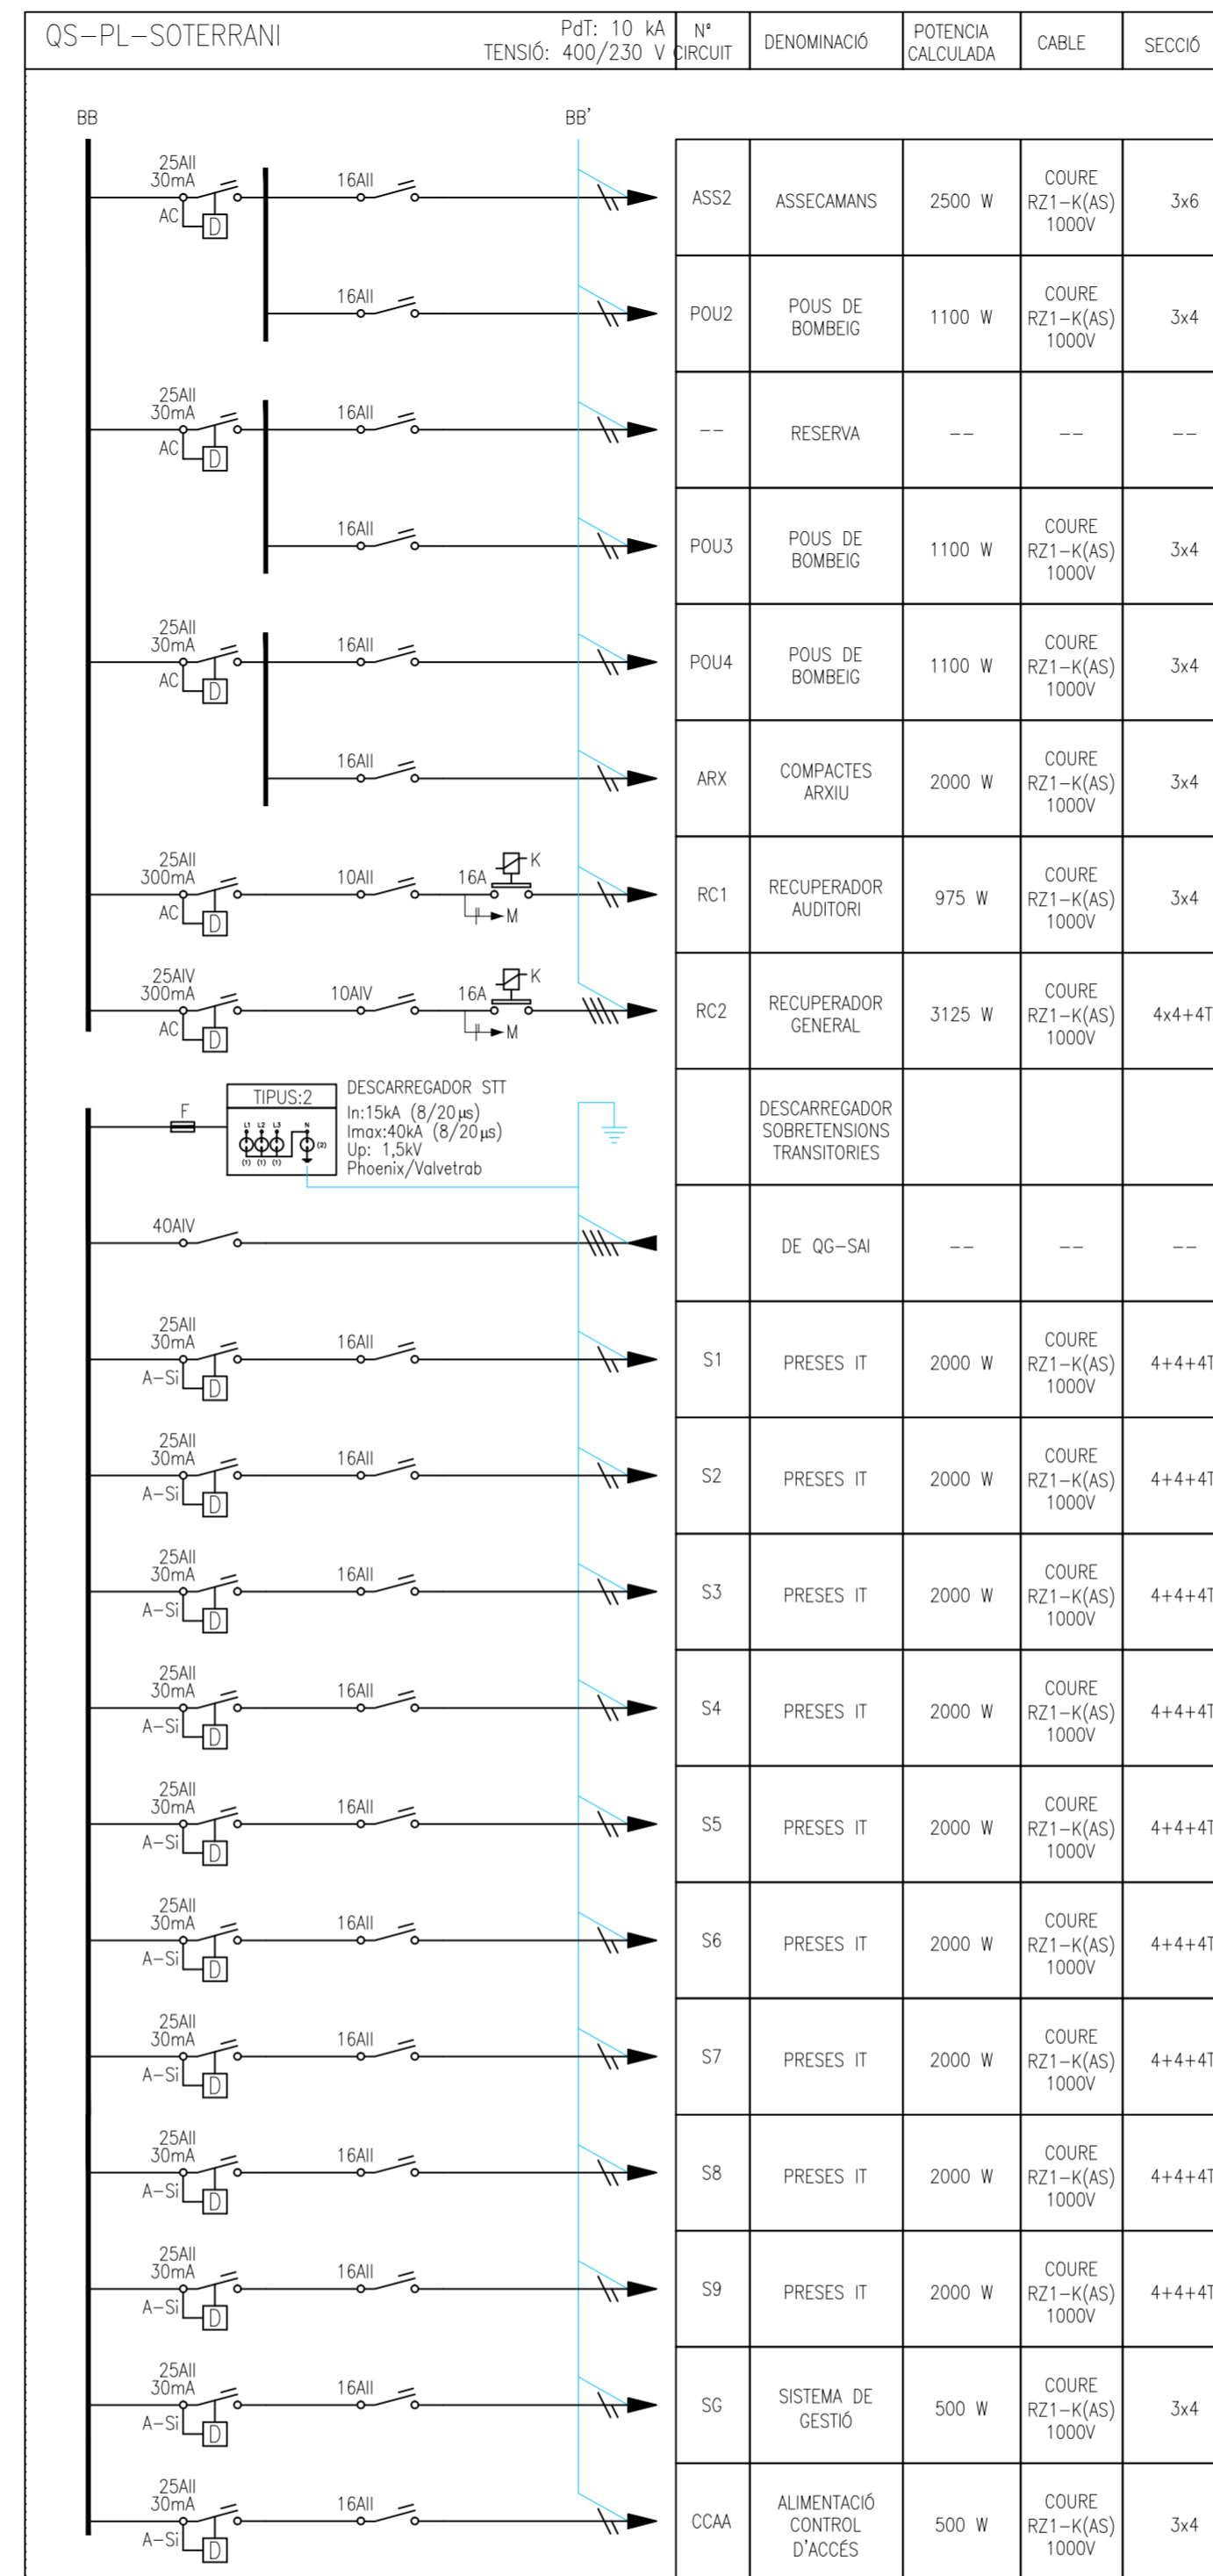 QS-PL-SOTERRANI
PdT: 10 kA
TENSIÓ: 400/230 V
Nº
CIRCUIT
DENOMINACIÓ
POTENCIA
CALCULADA
CABLE
SECCIÓ
BB
BB'
25AII
30mA
AC
D
16AII
ASS2
ASSECAMANS
2500 W
COURE
RZ1-K(AS)
1000V
3x6
16AII
POU2
POUS DE
BOMBEIG
1100 W
COURE
RZ1-K(AS)
1000V
3x4
25AII
30mA
AC
D
16AII
--
RESERVA
--
--
--
16AII
POU3
POUS DE
BOMBEIG
1100 W
COURE
RZ1-K(AS)
1000V
3x4
25AII
30mA
AC
D
16AII
POU4
POUS DE
BOMBEIG
1100 W
COURE
RZ1-K(AS)
1000V
3x4
16AII
ARX
COMPACTES
ARXIU
2000 W
COURE
RZ1-K(AS)
1000V
3x4
25AII
300mA
AC
D
10AII
16A
K
M
RC1
RECUPERADOR
AUDITORI
975 W
COURE
RZ1-K(AS)
1000V
3x4
25AIV
300mA
AC
D
10AIV
16A
K
M
RC2
RECUPERADOR
GENERAL
3125 W
COURE
RZ1-K(AS)
1000V
4x4+4T
F
TIPUS:2
L1 L2 L3 N
(1) (1) (1) (2)
DESCARREGADOR STT
In:15kA (8/20µs)
Imax:40kA (8/20µs)
Up: 1,5kV
Phoenix/Valvetrab
DESCARREGADOR
SOBRETENSIONS
TRANSITORIES
40AIV
DE QG-SAI
--
--
--
25AII
30mA
A-Si
D
16AII
S1
PRESES IT
2000 W
COURE
RZ1-K(AS)
1000V
4+4+4T
25AII
30mA
A-Si
D
16AII
S2
PRESES IT
2000 W
COURE
RZ1-K(AS)
1000V
4+4+4T
25AII
30mA
A-Si
D
16AII
S3
PRESES IT
2000 W
COURE
RZ1-K(AS)
1000V
4+4+4T
25AII
30mA
A-Si
D
16AII
S4
PRESES IT
2000 W
COURE
RZ1-K(AS)
1000V
4+4+4T
25AII
30mA
A-Si
D
16AII
S5
PRESES IT
2000 W
COURE
RZ1-K(AS)
1000V
4+4+4T
25AII
30mA
A-Si
D
16AII
S6
PRESES IT
2000 W
COURE
RZ1-K(AS)
1000V
4+4+4T
25AII
30mA
A-Si
D
16AII
S7
PRESES IT
2000 W
COURE
RZ1-K(AS)
1000V
4+4+4T
25AII
30mA
A-Si
D
16AII
S8
PRESES IT
2000 W
COURE
RZ1-K(AS)
1000V
4+4+4T
25AII
30mA
A-Si
D
16AII
S9
PRESES IT
2000 W
COURE
RZ1-K(AS)
1000V
4+4+4T
25AII
30mA
A-Si
D
16AII
SG
SISTEMA DE
GESTIÓ
500 W
COURE
RZ1-K(AS)
1000V
3x4
25AII
30mA
A-Si
D
16AII
CCAA
ALIMENTACIÓ
CONTROL
D'ACCÉS
500 W
COURE
RZ1-K(AS)
1000V
3x4